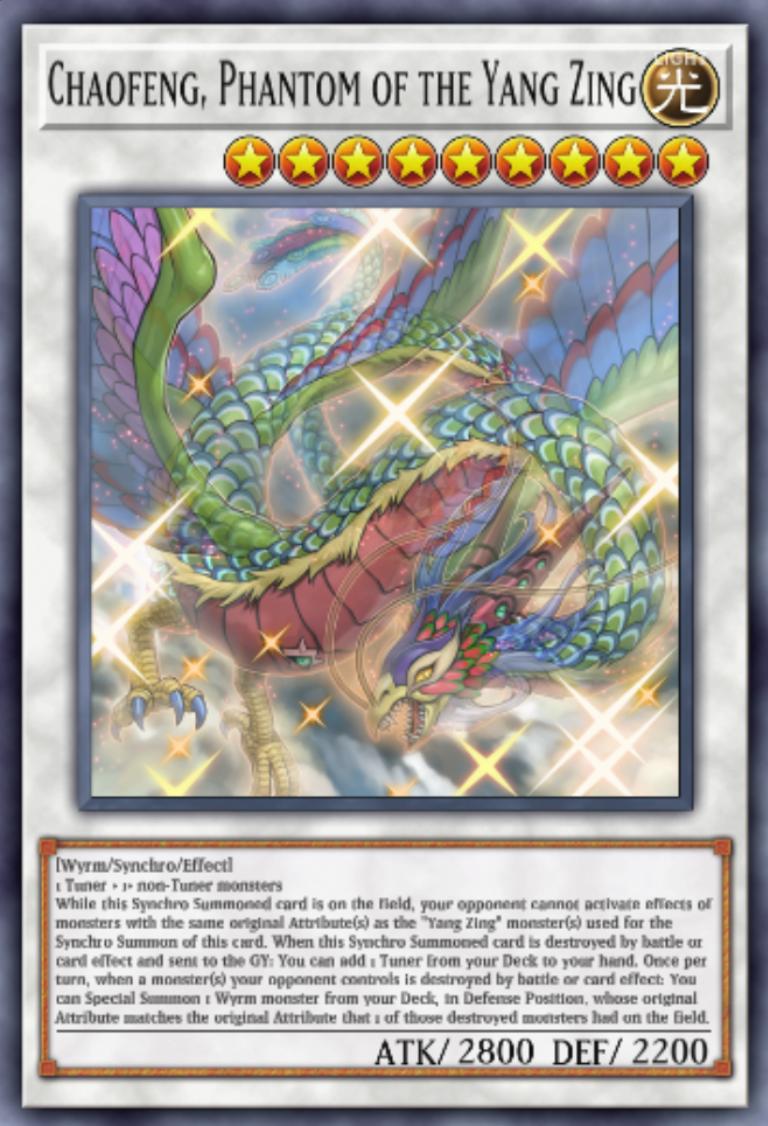 Chaofeng, Phantom of the Yang Zing
LIGHT
光
[Wyrm/Synchro/Effect]
1 Tuner + 1+ non-Tuner monsters
While this Synchro Summoned card is on the field, your opponent cannot activate effects of
monsters with the same original Attribute(s) as the "Yang Zing" monster(s) used for the
Synchro Summon of this card. When this Synchro Summoned card is destroyed by battle or
card effect and sent to the GY: You can add 1 Tuner from your Deck to your hand. Once per
turn, when a monster(s) your opponent controls is destroyed by battle or card effect: You
can Special Summon 1 Wyrm monster from your Deck, in Defense Position, whose original
Attribute matches the original Attribute that 1 of those destroyed monsters had on the field.
ATK/ 2800 DEF/ 2200